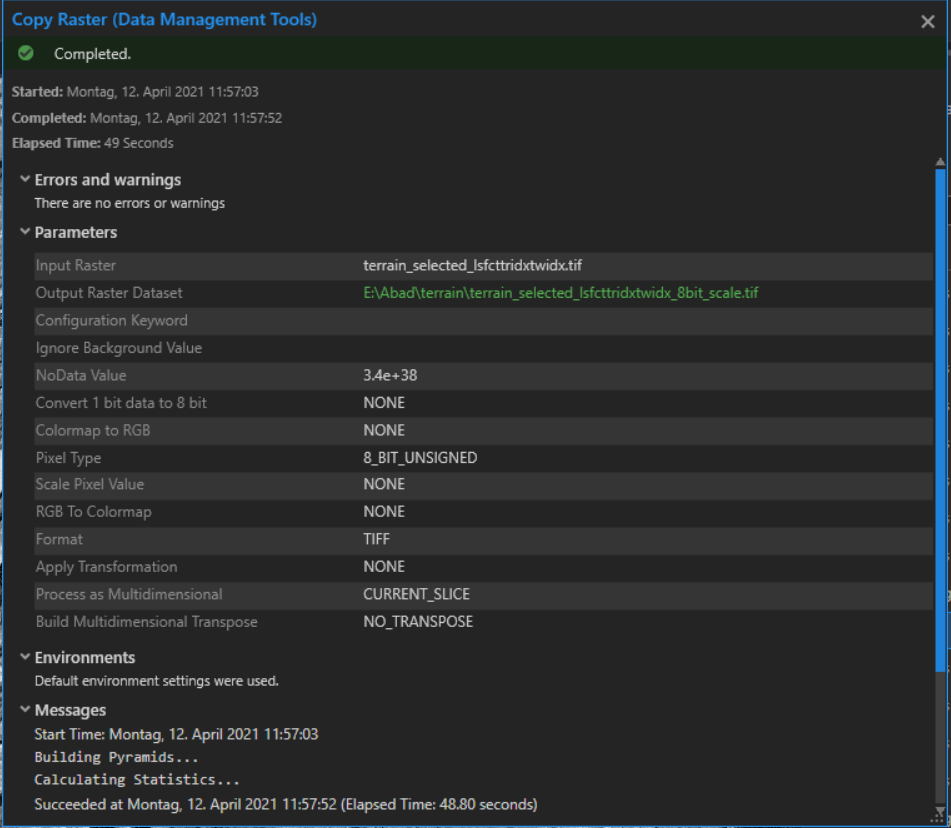 Copy Raster (Data Management Tools)
Completed.
Started: Montag, 12. April 2021 11:57:03
Completed: Montag, 12. April 2021 11:57:52
Elapsed Time: 49 Seconds
Errors and warnings
There are no errors or warnings
Parameters
Input Raster terrain_selected_lsfcttridxtwidx.tif
Output Raster Dataset E:\Abad\terrain\terrain_selected_lsfcttridxtwidx_8bit_scale.tif
Configuration Keyword
Ignore Background Value
NoData Value 3.4e+38
Convert 1 bit data to 8 bit NONE
Colormap to RGB NONE
Pixel Type 8_BIT_UNSIGNED
Scale Pixel Value NONE
RGB To Colormap NONE
Format TIFF
Apply Transformation NONE
Process as Multidimensional CURRENT_SLICE
Build Multidimensional Transpose NO_TRANSPOSE
Environments
Default environment settings were used.
Messages
Start Time: Montag, 12. April 2021 11:57:03
Building Pyramids...
Calculating Statistics...
Succeeded at Montag, 12. April 2021 11:57:52 (Elapsed Time: 48.80 seconds)